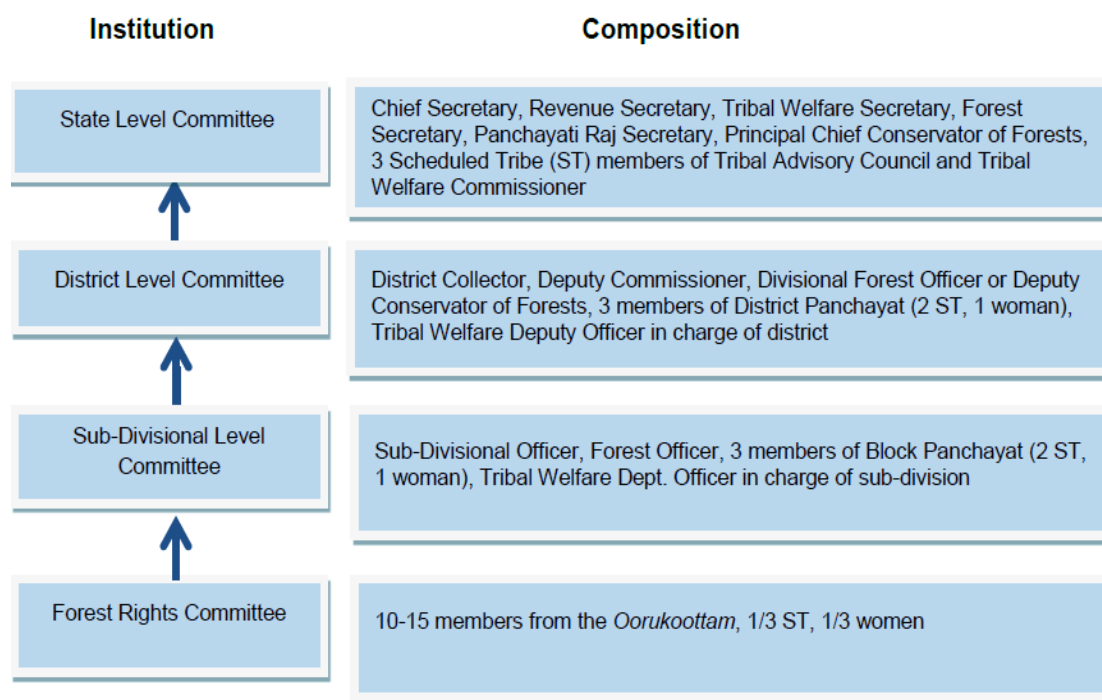 Institution
Composition
State Level Committee
Chief Secretary, Revenue Secretary, Tribal Welfare Secretary, Forest
Secretary, Panchayati Raj Secretary, Principal Chief Conservator of Forests,
3 Scheduled Tribe (ST) members of Tribal Advisory Council and Tribal
Welfare Commissioner
District Level Committee
District Collector, Deputy Commissioner, Divisional Forest Officer or Deputy
Conservator of Forests, 3 members of District Panchayat (2 ST, 1 woman),
Tribal Welfare Deputy Officer in charge of district
Sub-Divisional Level
Committee
Sub-Divisional Officer, Forest Officer, 3 members of Block Panchayat (2 ST,
1 woman), Tribal Welfare Dept. Officer in charge of sub-division
Forest Rights Committee
10-15 members from the Oorukoottam, 1/3 ST, 1/3 women